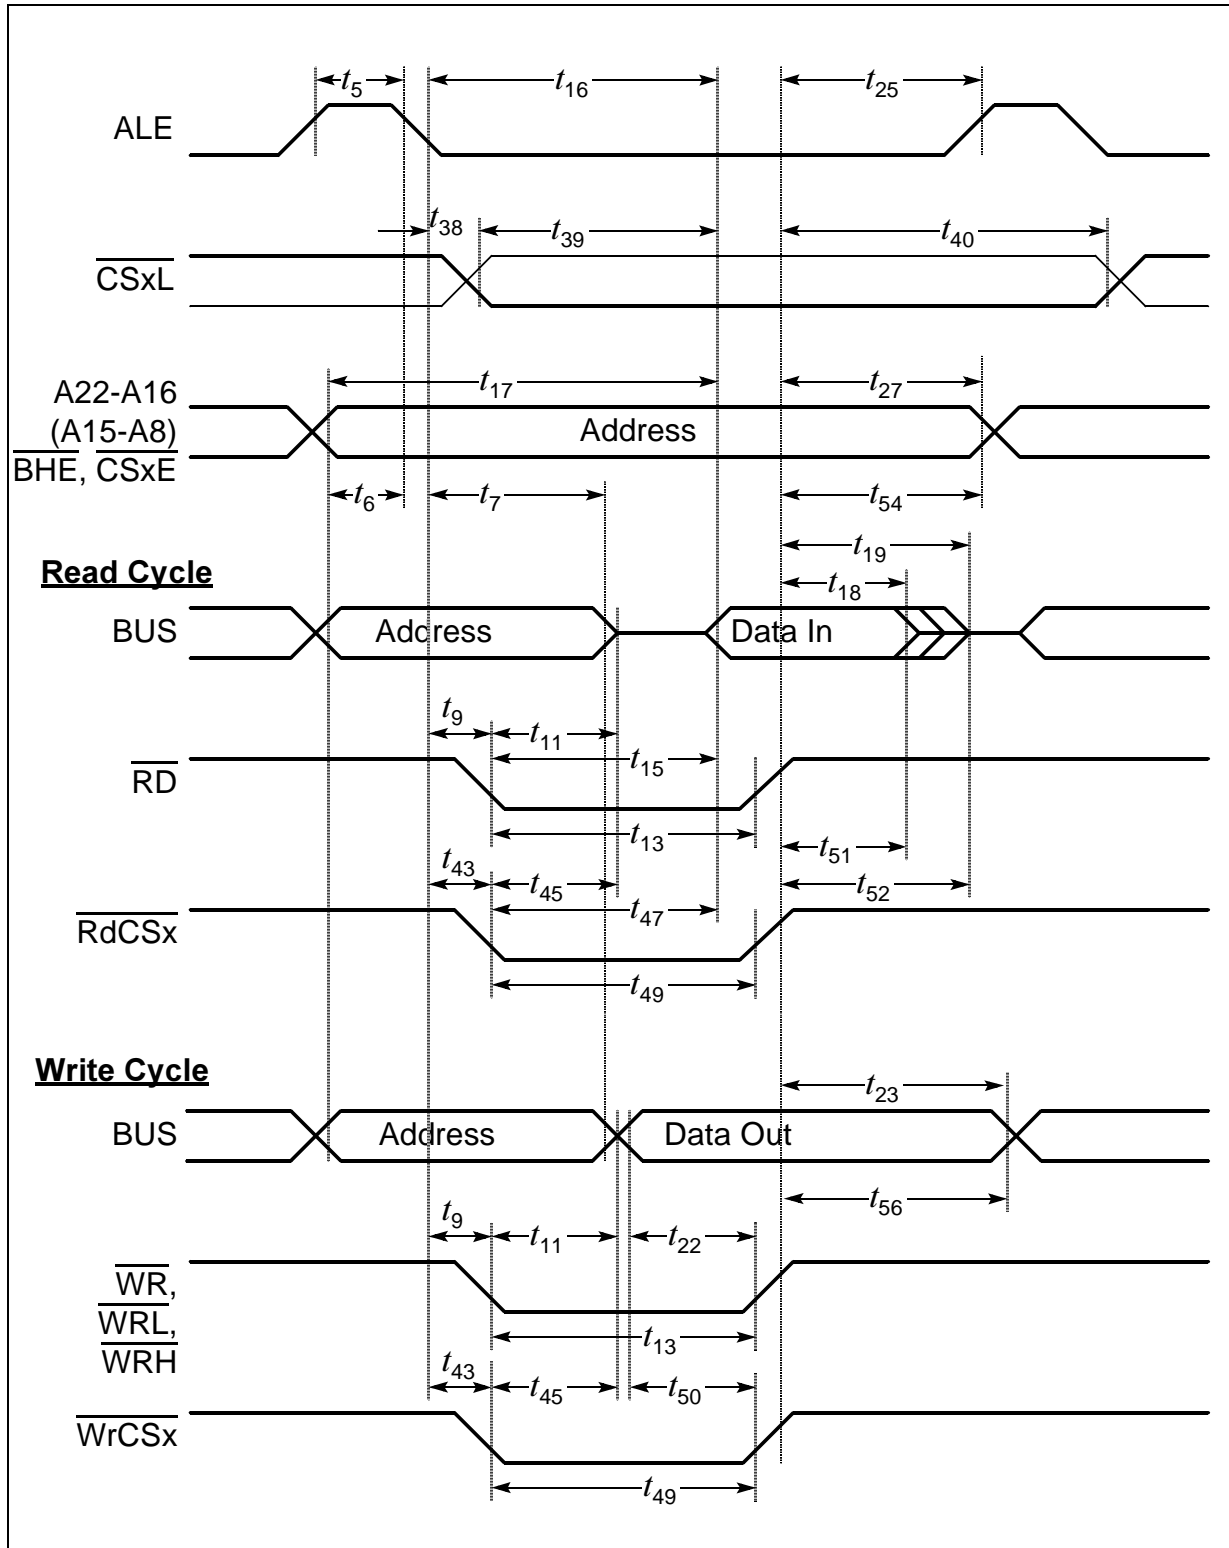 t5 t16 t25
ALE
t38 t39 t40
CSxL
t17 t27
A22-A16
(A15-A8)
BHE, CSxE
Address
t6 t7 t54
t19
Read Cycle
t18
BUS Address Data In
t9 t11
t15
RD
t13
t51
t43 t45 t52
t47
RdCSx
t49
Write Cycle
t23
BUS Address Data Out
t56
t9 t11 t22
WR,
WRL,
WRH
t13
t43 t45 t50
WrCSx
t49